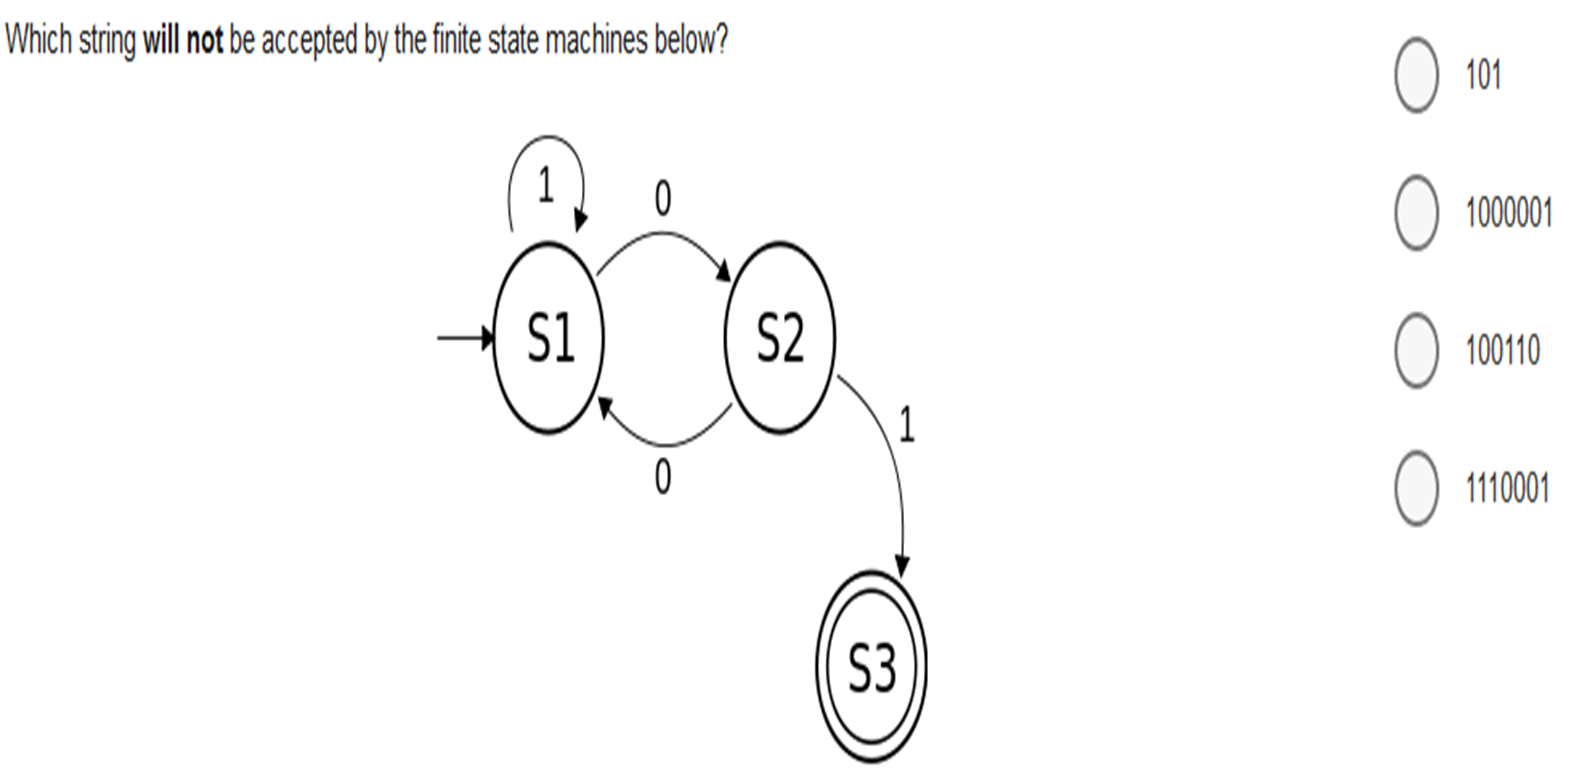 Which string will not be accepted by the finite state machines below?
1
0
S1
S2
0
1
S3
101
1000001
100110
1110001